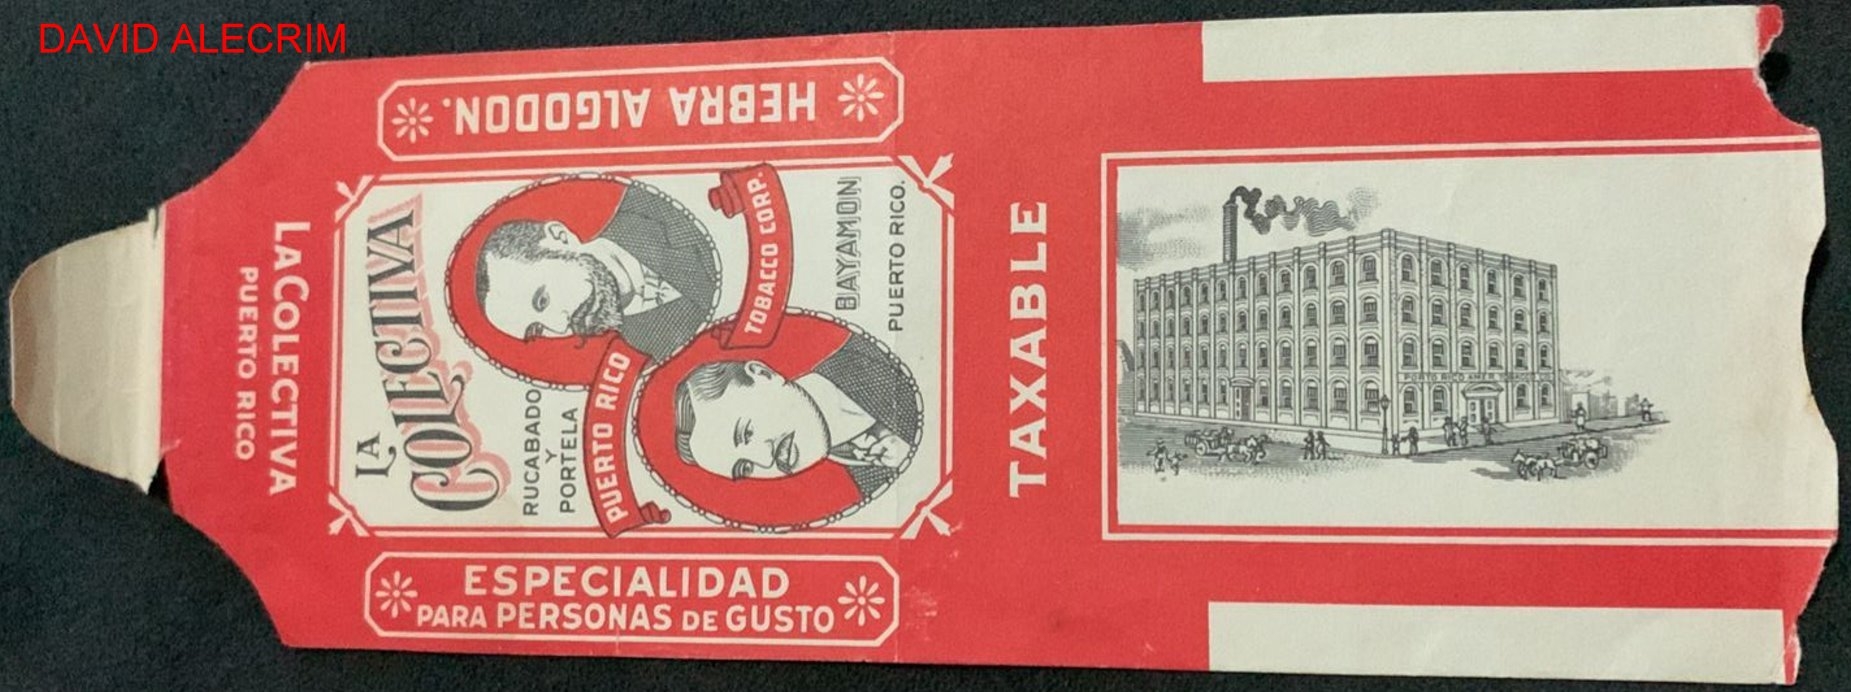 DAVID ALECRIM
HEBRA ALGODON.
LA COLECTIVA
PUERTO RICO
LA
COLECTIVA
RUCABADO
Y
PORTELA
PUERTO RICO
TOBACCO CORP.
BAYAMON
PUERTO RICO.
ESPECIALIDAD
PARA PERSONAS DE GUSTO
TAXABLE